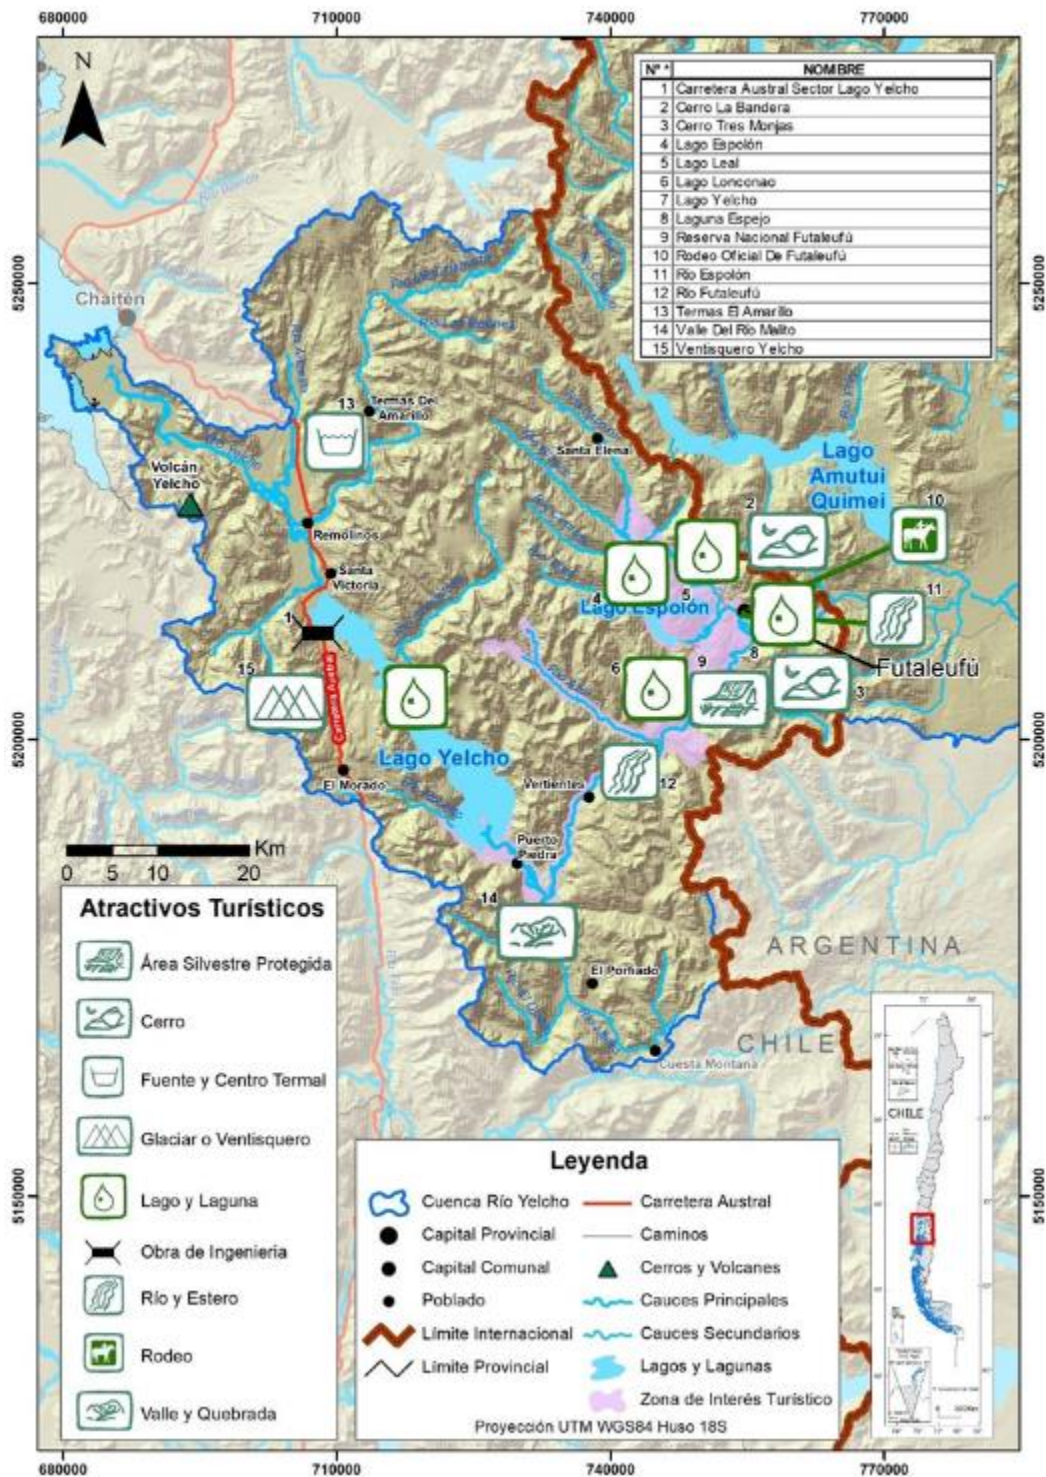 680000
710000
740000
770000
N
N° *
NOMBRE
1 Carretera Austral Sector Lago Yelcho
2 Cerro La Bandera
3 Cerro Tres Monjas
4 Lago Espolón
5 Lago Leal
6 Lago Lonconao
7 Lago Yelcho
8 Laguna Espejo
9 Reserva Nacional Futaleufú
10 Rodeo Oficial De Futaleufú
11 Río Espolón
12 Río Futaleufú
13 Termas El Amarillo
14 Valle Del Río Malito
15 Ventisquero Yelcho
5250000
5250000
Chaitén
13
Termas Del
Amarillo
Santa Elena
Lago
Amutui
Quimei
Volcán
Yelcho
2
10
Remolinos
Santa
Victoria
4
5
11
Lago Espolón
1
8
Futaleufú
15
6
9
3
Carretera Austral
5200000
5200000
Lago Yelcho
El Morado
Vertientes
12
Puerto
Piedra
Km
0 5 10 20
14
El Porfiado
Cuesta Montana
ARGENTINA
CHILE
Atractivos Turísticos
Área Silvestre Protegida
Cerro
Fuente y Centro Termal
Glaciar o Ventisquero
Lago y Laguna
Obra de Ingenieria
Río y Estero
Rodeo
Valle y Quebrada
Leyenda
Cuenca Río Yelcho
Capital Provincial
Capital Comunal
Poblado
Límite Internacional
Límite Provincial
Carretera Austral
Caminos
Cerros y Volcanes
Cauces Principales
Cauces Secundarios
Lagos y Lagunas
Zona de Interés Turístico
Proyección UTM WGS84 Huso 18S
CHILE
5150000
5150000
680000
710000
740000
770000